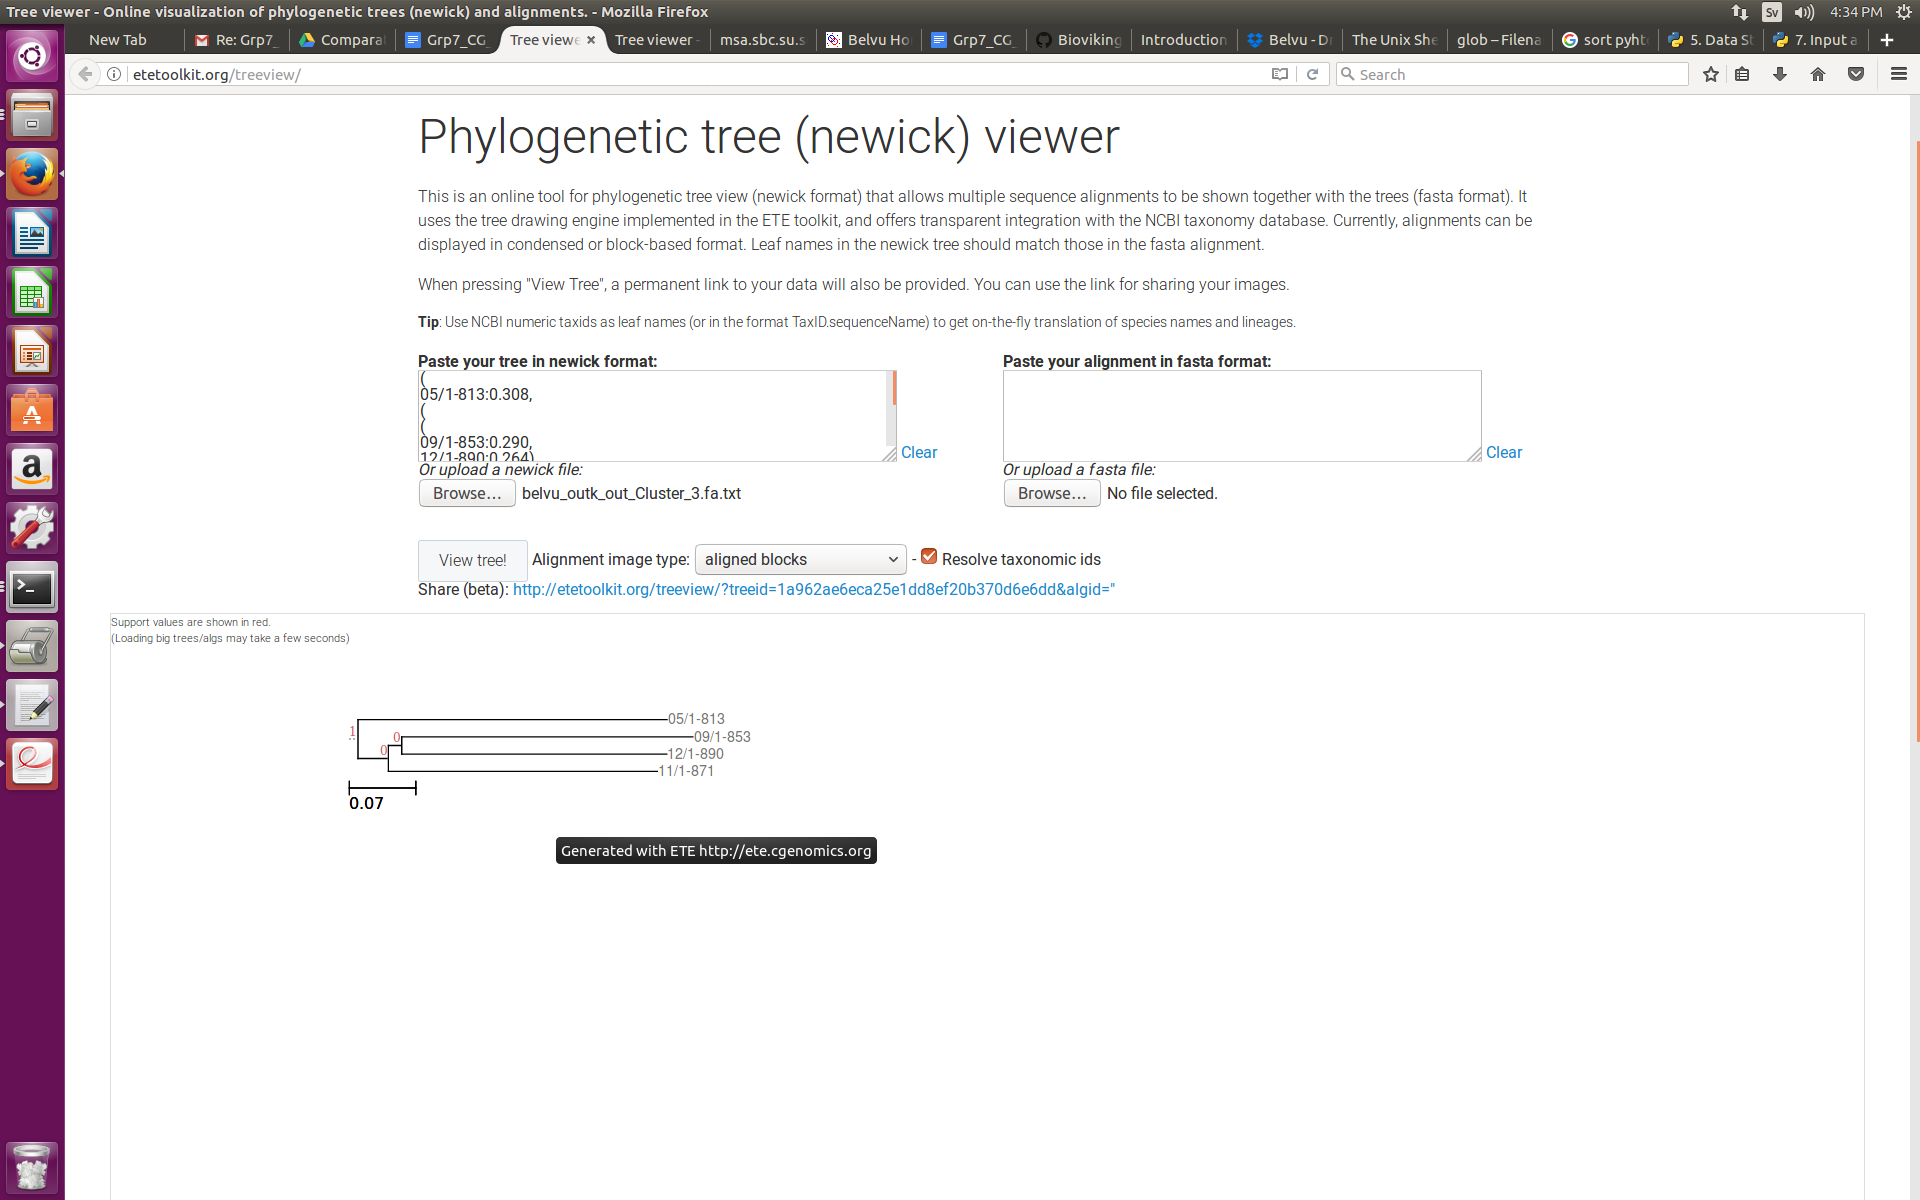 Tree viewer - Online visualization of phylogenetic trees (newick) and alignments. - Mozilla Firefox
Sv
4:34 PM
New Tab
Re: Grp7_
Compara
Grp7_CG_
Tree viewe
Tree viewer -
msa.sbc.su.s
Belvu Ho
Grp7_CG_
Bioviking
Introduction
Belvu - D
The Unix She
glob – Filena
sort pyht
5. Data St
7. Input a
etetoolkit.org/treeview/
Search
Phylogenetic tree (newick) viewer
This is an online tool for phylogenetic tree view (newick format) that allows multiple sequence alignments to be shown together with the trees (fasta format). It
uses the tree drawing engine implemented in the ETE toolkit, and offers transparent integration with the NCBI taxonomy database. Currently, alignments can be
displayed in condensed or block-based format. Leaf names in the newick tree should match those in the fasta alignment.
When pressing "View Tree", a permanent link to your data will also be provided. You can use the link for sharing your images.
Tip: Use NCBI numeric taxids as leaf names (or in the format TaxID.sequenceName) to get on-the-fly translation of species names and lineages.
Paste your tree in newick format:
Paste your alignment in fasta format:
(
05/1-813:0.308,
(
(
09/1-853:0.290,
12/1-890:0.264)
Clear
Clear
Or upload a newick file:
Or upload a fasta file:
Browse... belvu_outk_out_Cluster_3.fa.txt
Browse... No file selected.
View tree! Alignment image type: aligned blocks - Resolve taxonomic ids
Share (beta): http://etetoolkit.org/treeview/?treeid=1a962ae6eca25e1dd8ef20b370d6e6dd&algid="
Support values are shown in red.
(Loading big trees/algs may take a few seconds)
05/1-813
1
0
09/1-853
0
12/1-890
11/1-871
0.07
Generated with ETE http://ete.cgenomics.org